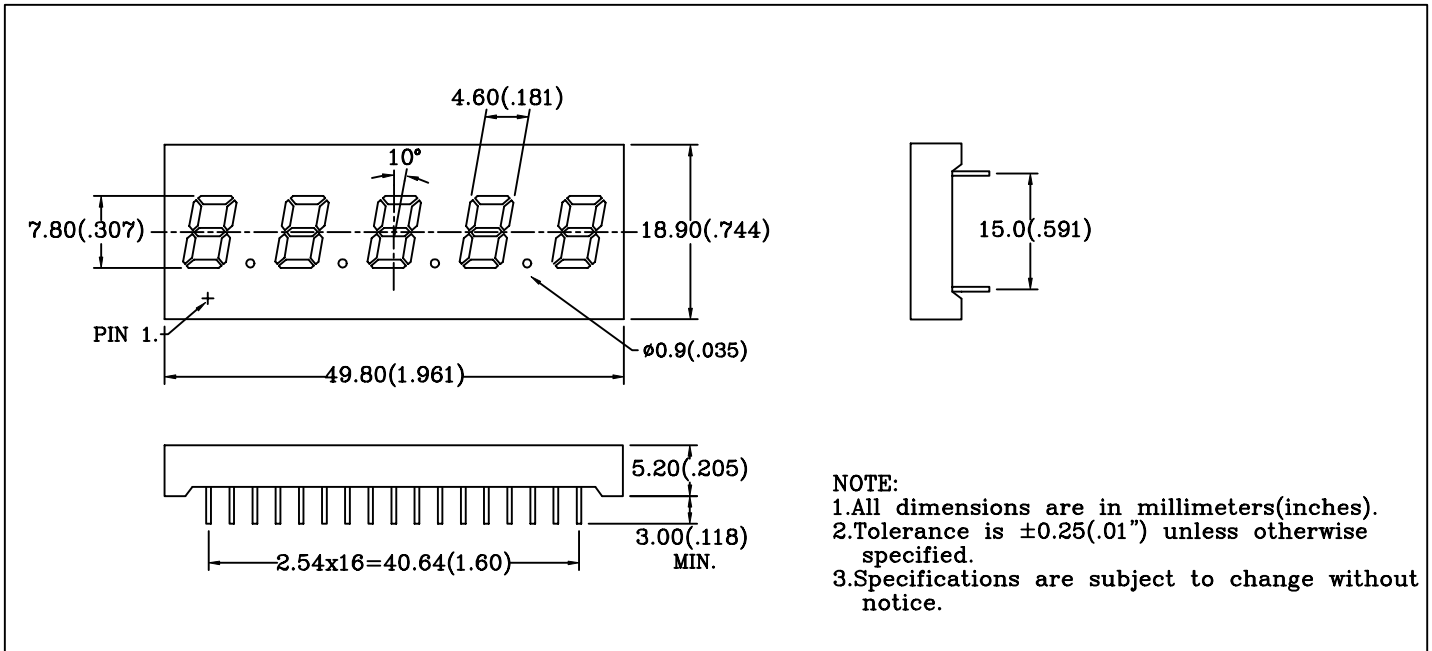 4.60(.181)
10°
7.80(.307)
18.90(.744)
15.0(.591)
PIN 1.
ø0.9(.035)
49.80(1.961)
5.20(.205)
3.00(.118)
MIN.
2.54x16=40.64(1.60)
NOTE:
1.All dimensions are in millimeters(inches).
2.Tolerance is ±0.25(.01") unless otherwise
specified.
3.Specifications are subject to change without
notice.